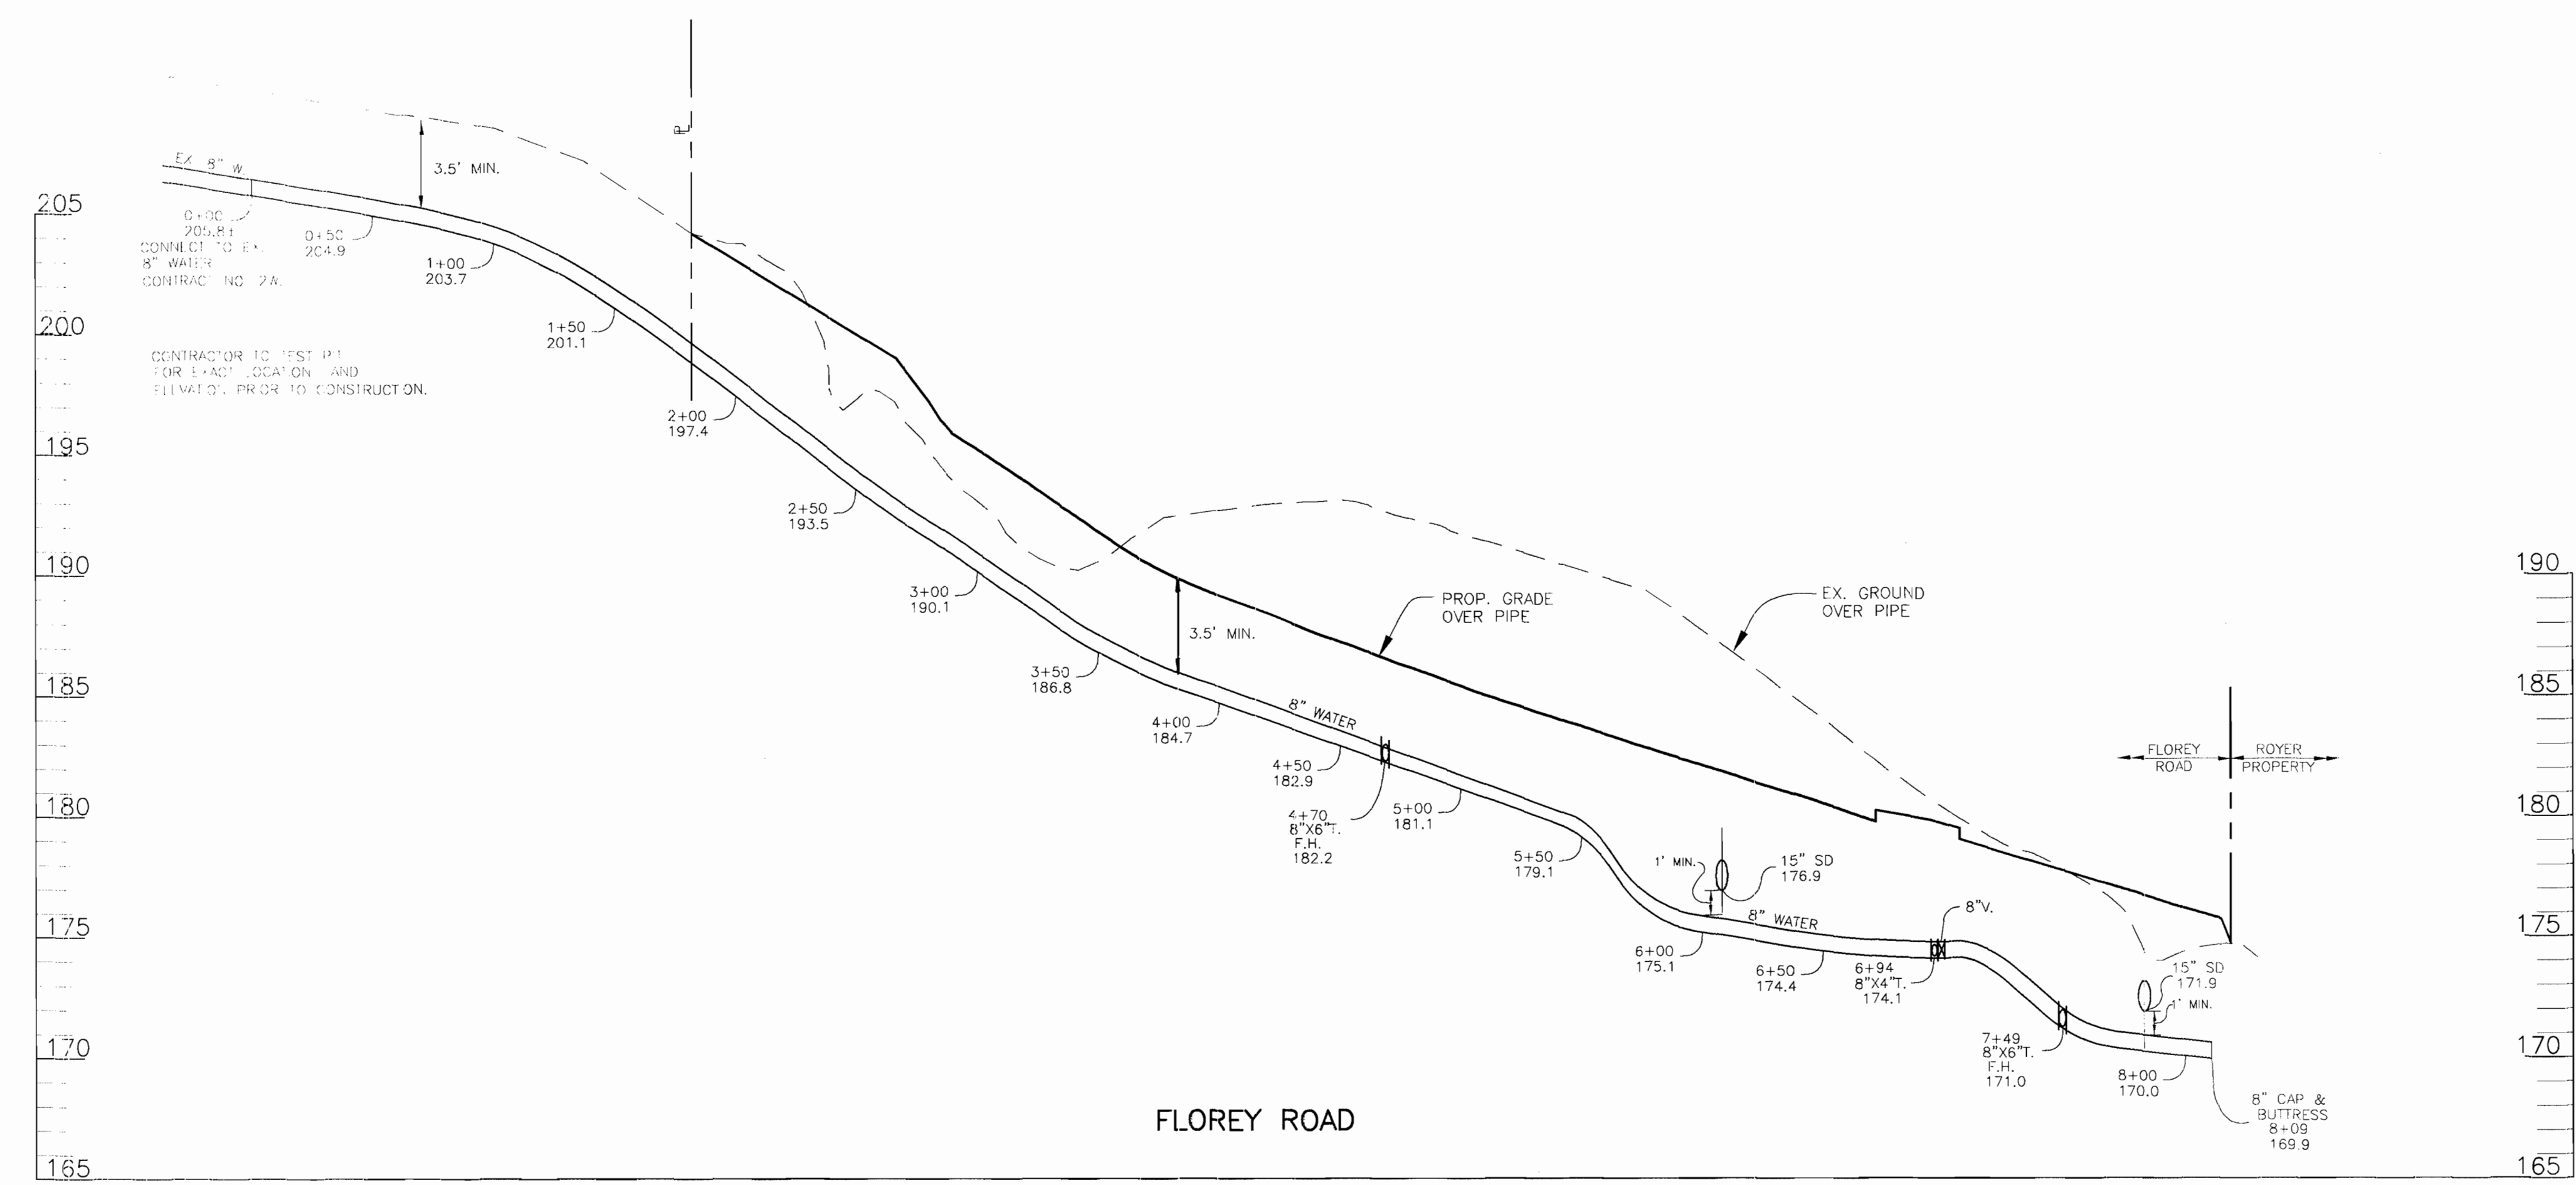 EX. 8" W.
3.5' MIN.
205
0+00
205.8±
CONNECT TO EX.
8" WATER
CONTRACT NO. 2W.
0+50
204.9
1+00
203.7
200
1+50
201.1
CONTRACTOR TO TEST PIT
FOR EXACT LOCATION AND
ELEVATION PRIOR TO CONSTRUCTION.
2+00
197.4
195
2+50
193.5
190
3+00
190.1
PROP. GRADE
OVER PIPE
EX. GROUND
OVER PIPE
190
3.5' MIN.
185
3+50
186.8
185
8" WATER
4+00
184.7
4+50
182.9
FLOREY
ROAD
ROYER
PROPERTY
180
4+70
8"X6"T.
F.H.
182.2
5+00
181.1
180
5+50
179.1
1' MIN.
15" SD
176.9
8"V.
175
8" WATER
175
6+00
175.1
6+50
174.4
6+94
8"X4"T.
174.1
15" SD
171.9
1' MIN.
170
7+49
8"X6"T.
F.H.
171.0
170
8+00
170.0
8" CAP &
BUTTRESS
8+09
169.9
FLOREY ROAD
165
165